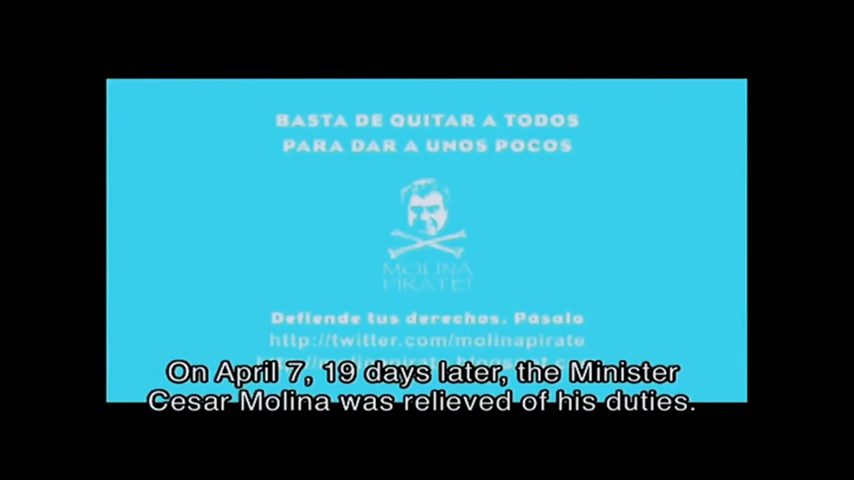 BASTA DE QUITAR A TODOS
PARA DAR A UNOS POCOS
MOLINA
PIRATE!
Defiende tus derechos. Pásalo
http://twitter.com/molinapirate
On April 7, 19 days later, the Minister
Cesar Molina was relieved of his duties.